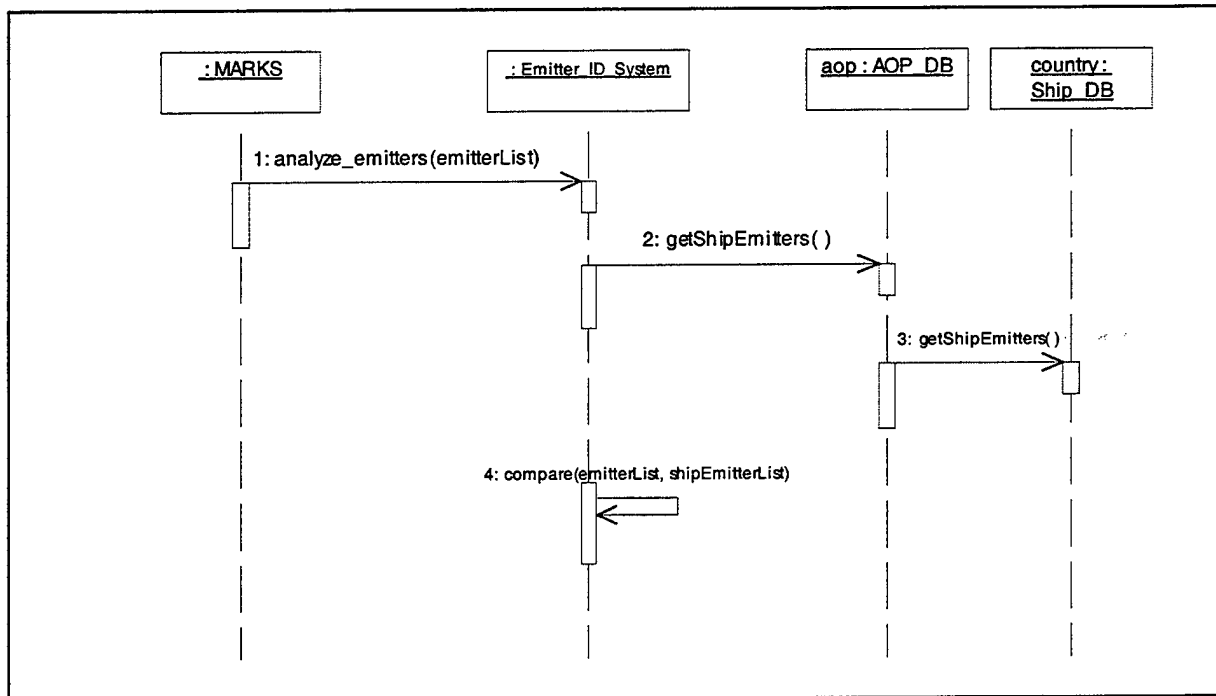 : MARKS
: Emitter_ID_System
aop : AOP_DB
country :
Ship_DB
1: analyze_emitters(emitterList)
2: getShipEmitters( )
3: getShipEmitters( )
4: compare(emitterList, shipEmitterList)